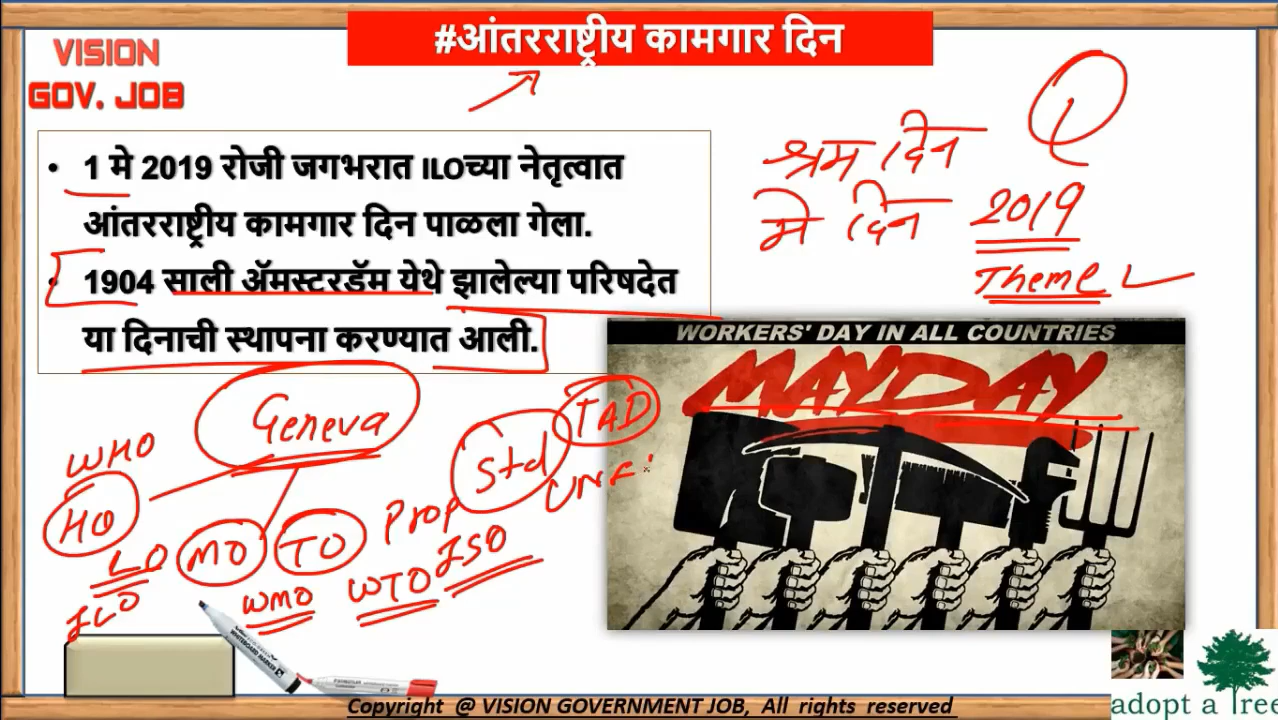 #आंतरराष्ट्रीय कामगार दिन
VISION
GOV. JOB
• 1 मे 2019 रोजी जगभरात ILOच्या नेतृत्वात
आंतरराष्ट्रीय कामगार दिन पाळला गेला.
• 1904 साली ॲमस्टरडॅम येथे झालेल्या परिषदेत
या दिनाची स्थापना करण्यात आली.
श्रम दिन
मे दिन 2019
Theme
WORKERS' DAY IN ALL COUNTRIES
MAYDAY
Geneva
WHO
HO
LO
ILO
MO
WMO
TO
WTO
Prop
Std
ISO
TAD
adopt a Tree
Copyright @ VISION GOVERNMENT JOB, All rights reserved